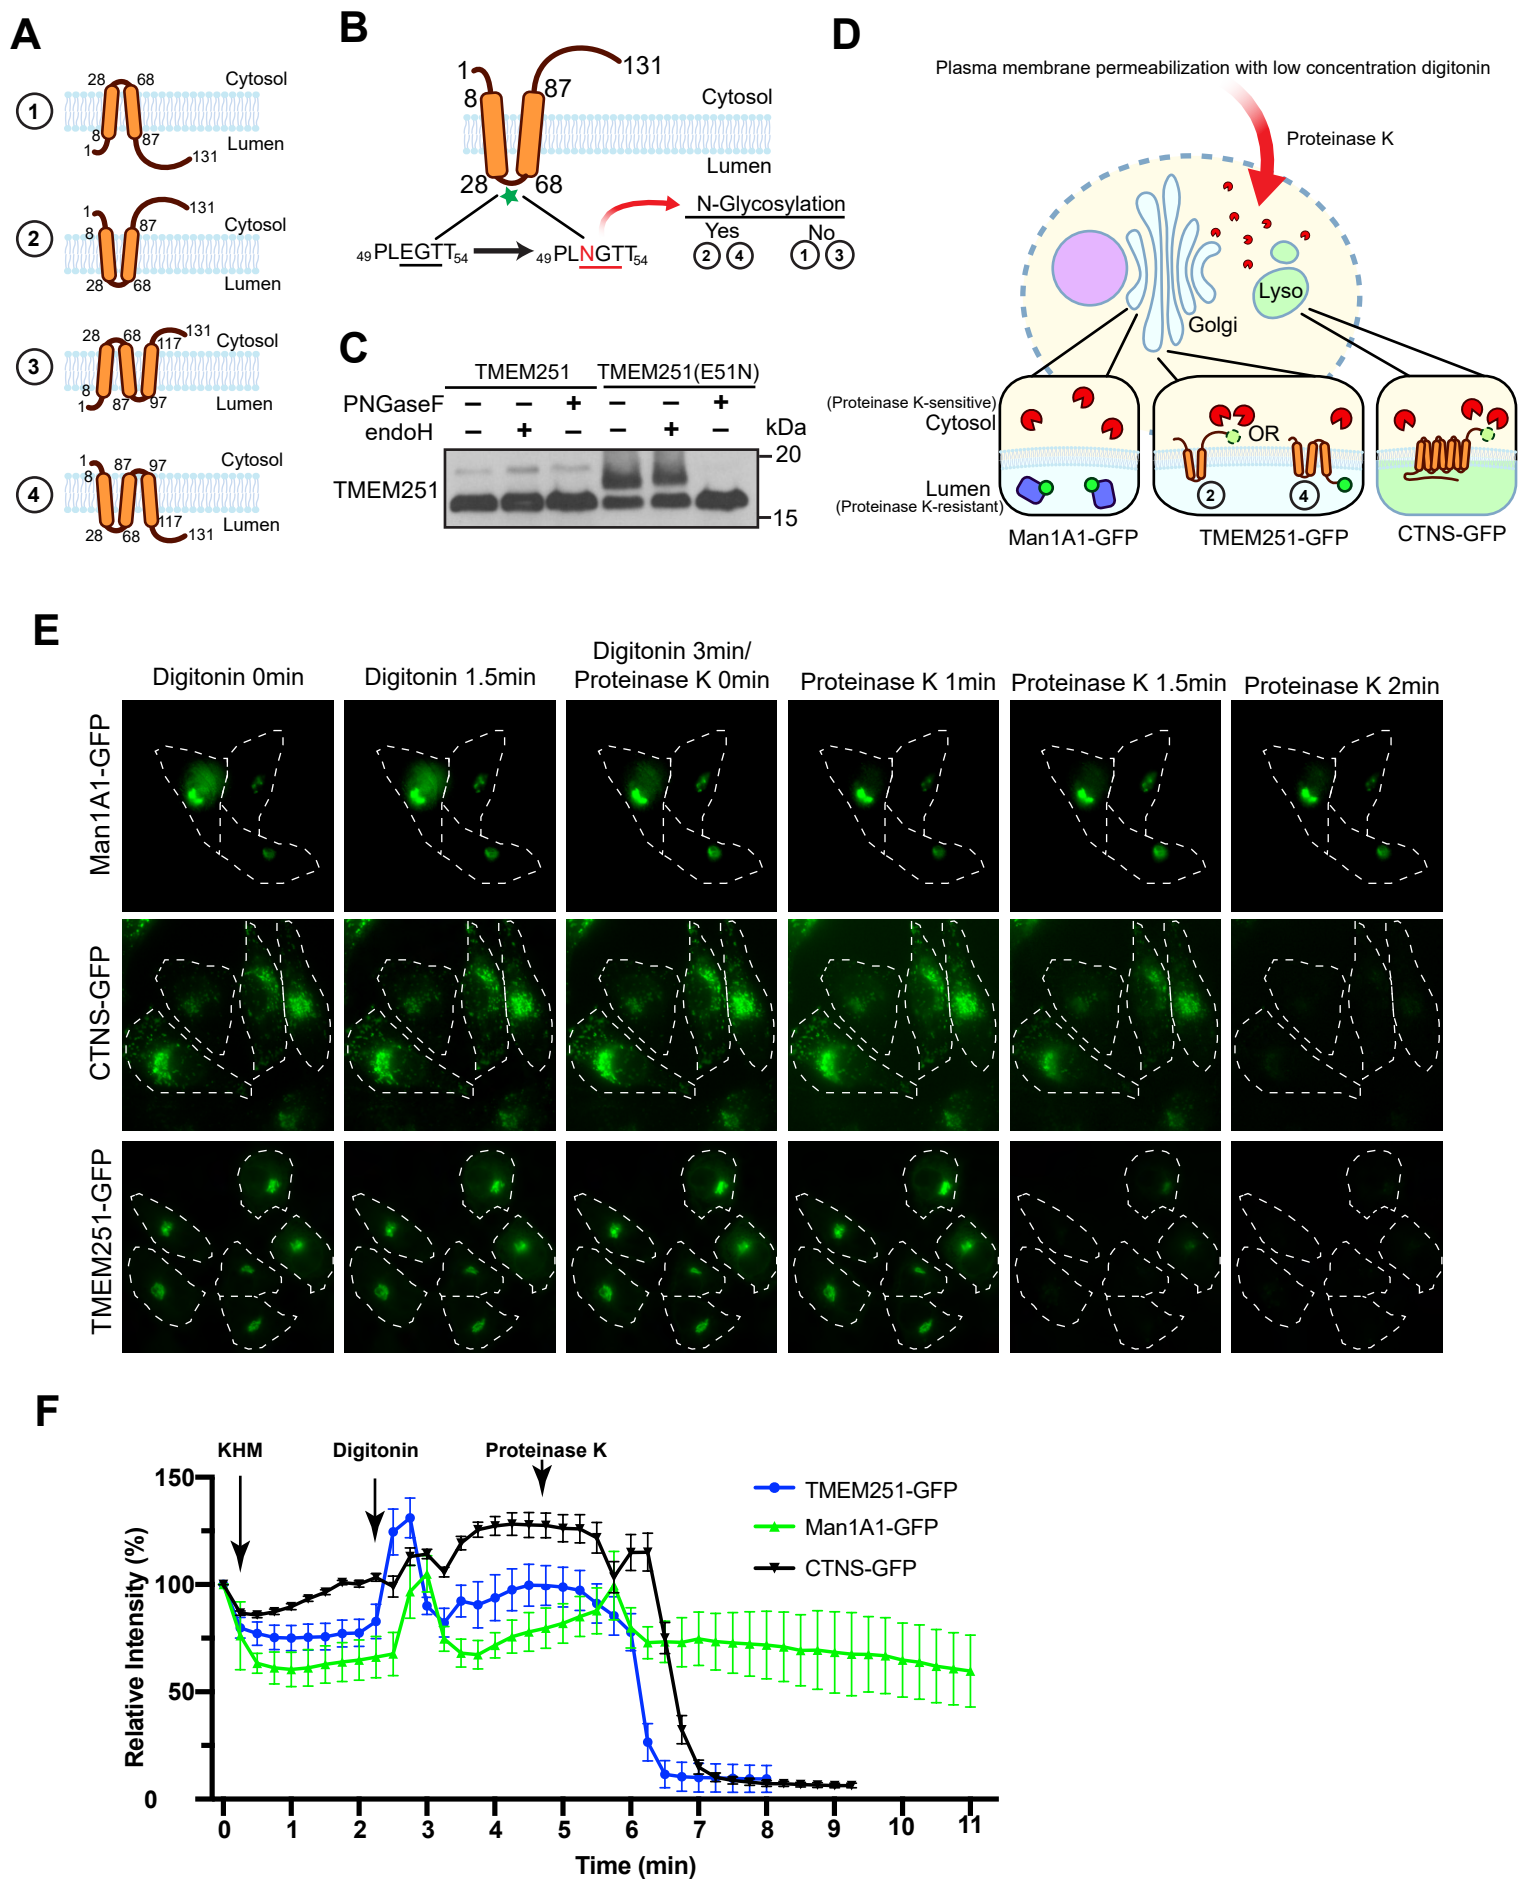 A
1
28
68
Cytosol
8
1
87
131
Lumen
2
1
8
87
131
Cytosol
28
68
Lumen
3
28
68
131
117
Cytosol
8
1
87
97
Lumen
4
1
8
87
97
Cytosol
28
68
117
131
Lumen
B
1
8
87
131
Cytosol
Lumen
28
68
49PLEGTT54
49PLNGTT54
N-Glycosylation
Yes No
2 4 1 3
C
TMEM251 TMEM251(E51N)
PNGaseF – – + – – +
endoH – + – – + –
kDa
TMEM251
20
15
D
Plasma membrane permeabilization with low concentration digitonin
Proteinase K
Golgi
Lyso
(Proteinase K-sensitive)
Cytosol
OR
Lumen
(Proteinase K-resistant)
2
4
Man1A1-GFP
TMEM251-GFP
CTNS-GFP
E
Digitonin 0min
Digitonin 1.5min
Digitonin 3min/
Proteinase K 0min
Proteinase K 1min
Proteinase K 1.5min
Proteinase K 2min
Man1A1-GFP
CTNS-GFP
TMEM251-GFP
F
KHM
Digitonin
Proteinase K
TMEM251-GFP
Man1A1-GFP
CTNS-GFP
Relative Intensity (%)
150
100
50
0
0 1 2 3 4 5 6 7 8 9 10 11
Time (min)